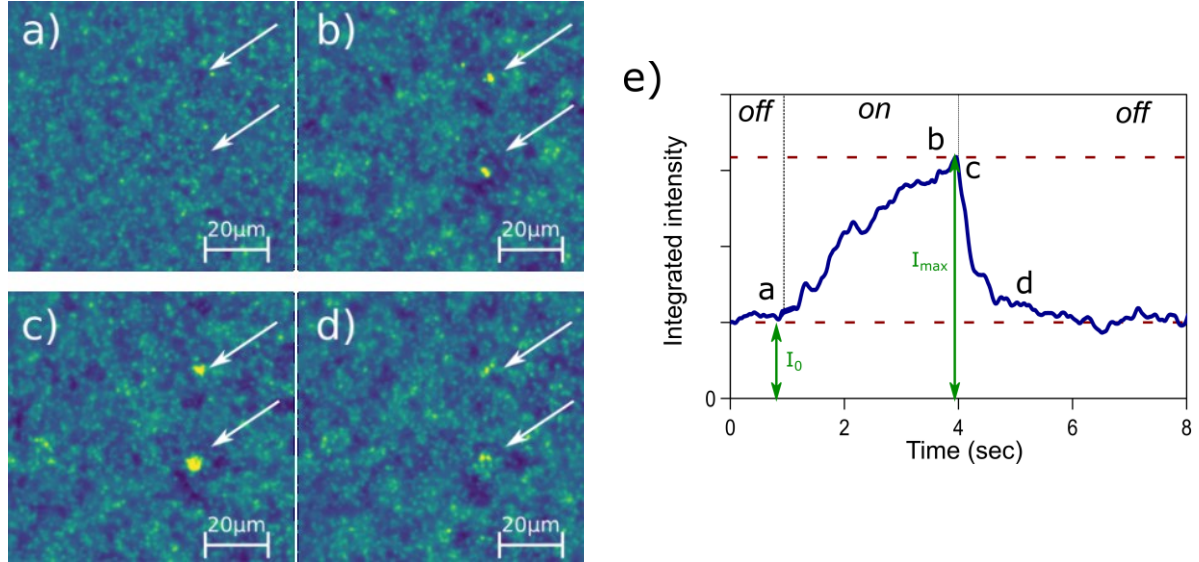 a)
20μm
b)
20μm
c)
20μm
d)
20μm
e)
Integrated intensity
off
on
off
b
c
a
d
Imax
I0
0
0
2
4
6
8
Time (sec)